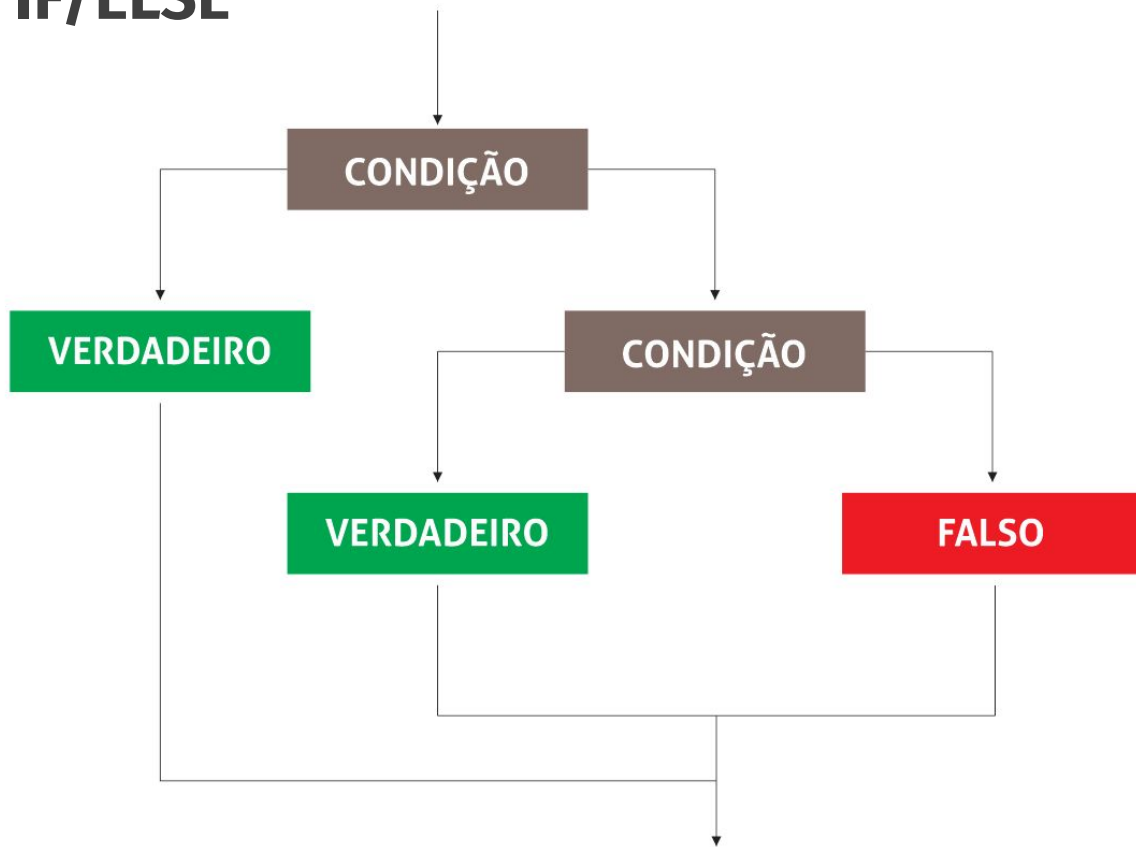 IF/ELSE
CONDIÇÃO
VERDADEIRO
CONDIÇÃO
VERDADEIRO
FALSO